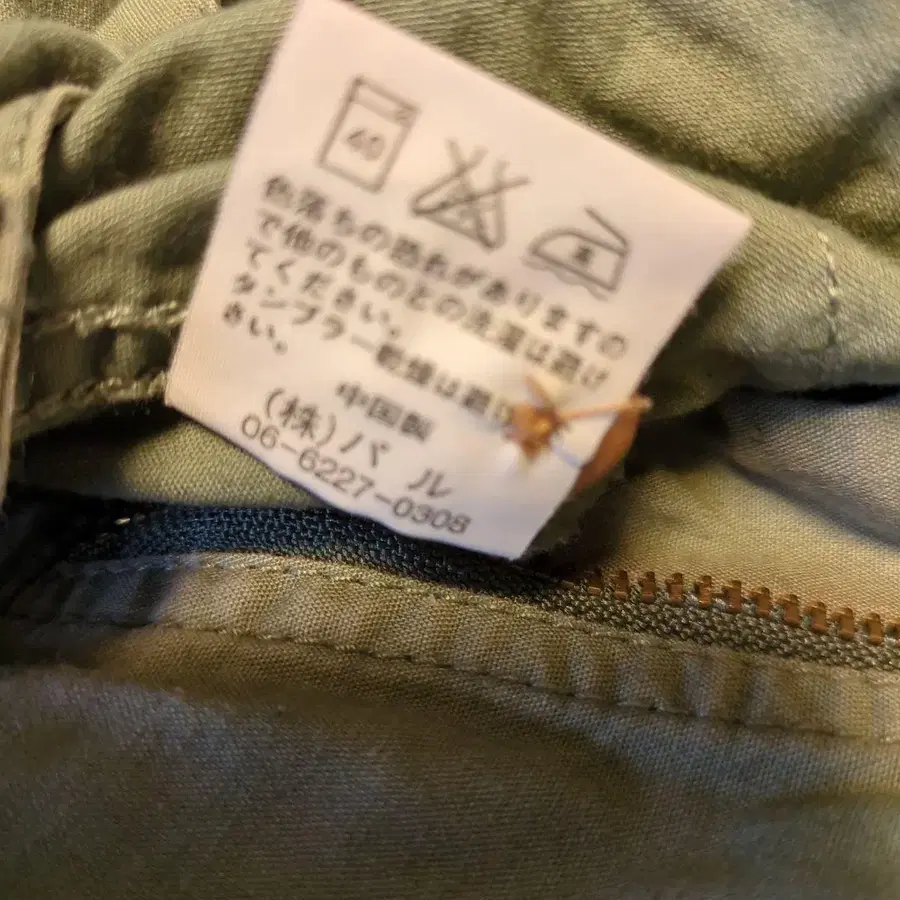 40
色落ちの恐れがありますの
で他のものとの洗濯は避け
てください。
タンブラー乾燥は避
さい。
中国製
(株)バル
06-6227-0308